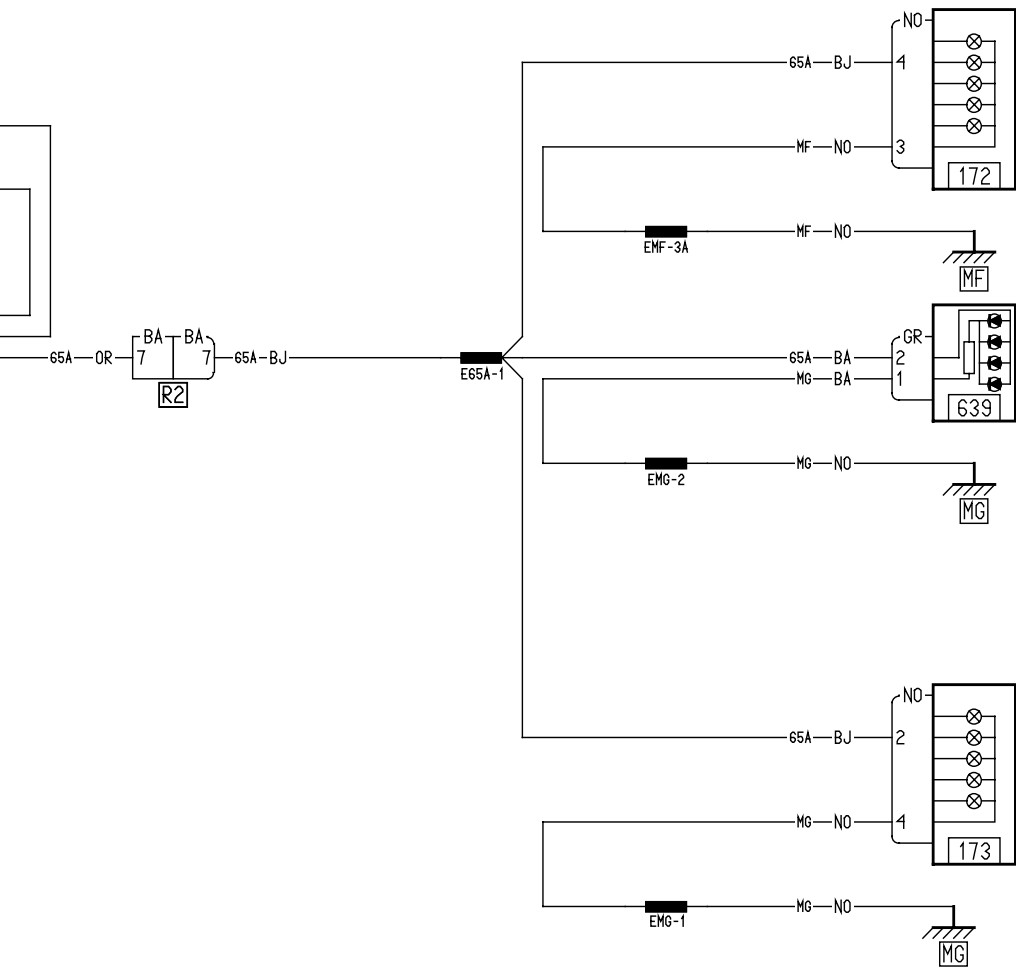 NO
65A BJ 4
MF NO 3
172
MF NO
EMF-3A
MF
BA BA GR
65A OR 7 7 65A BJ 65A BA 2
E65A-1 MG BA 1
R2 639
MG NO
EMG-2
MG
NO
65A BJ 2
MG NO 4
173
MG NO
EMG-1
MG